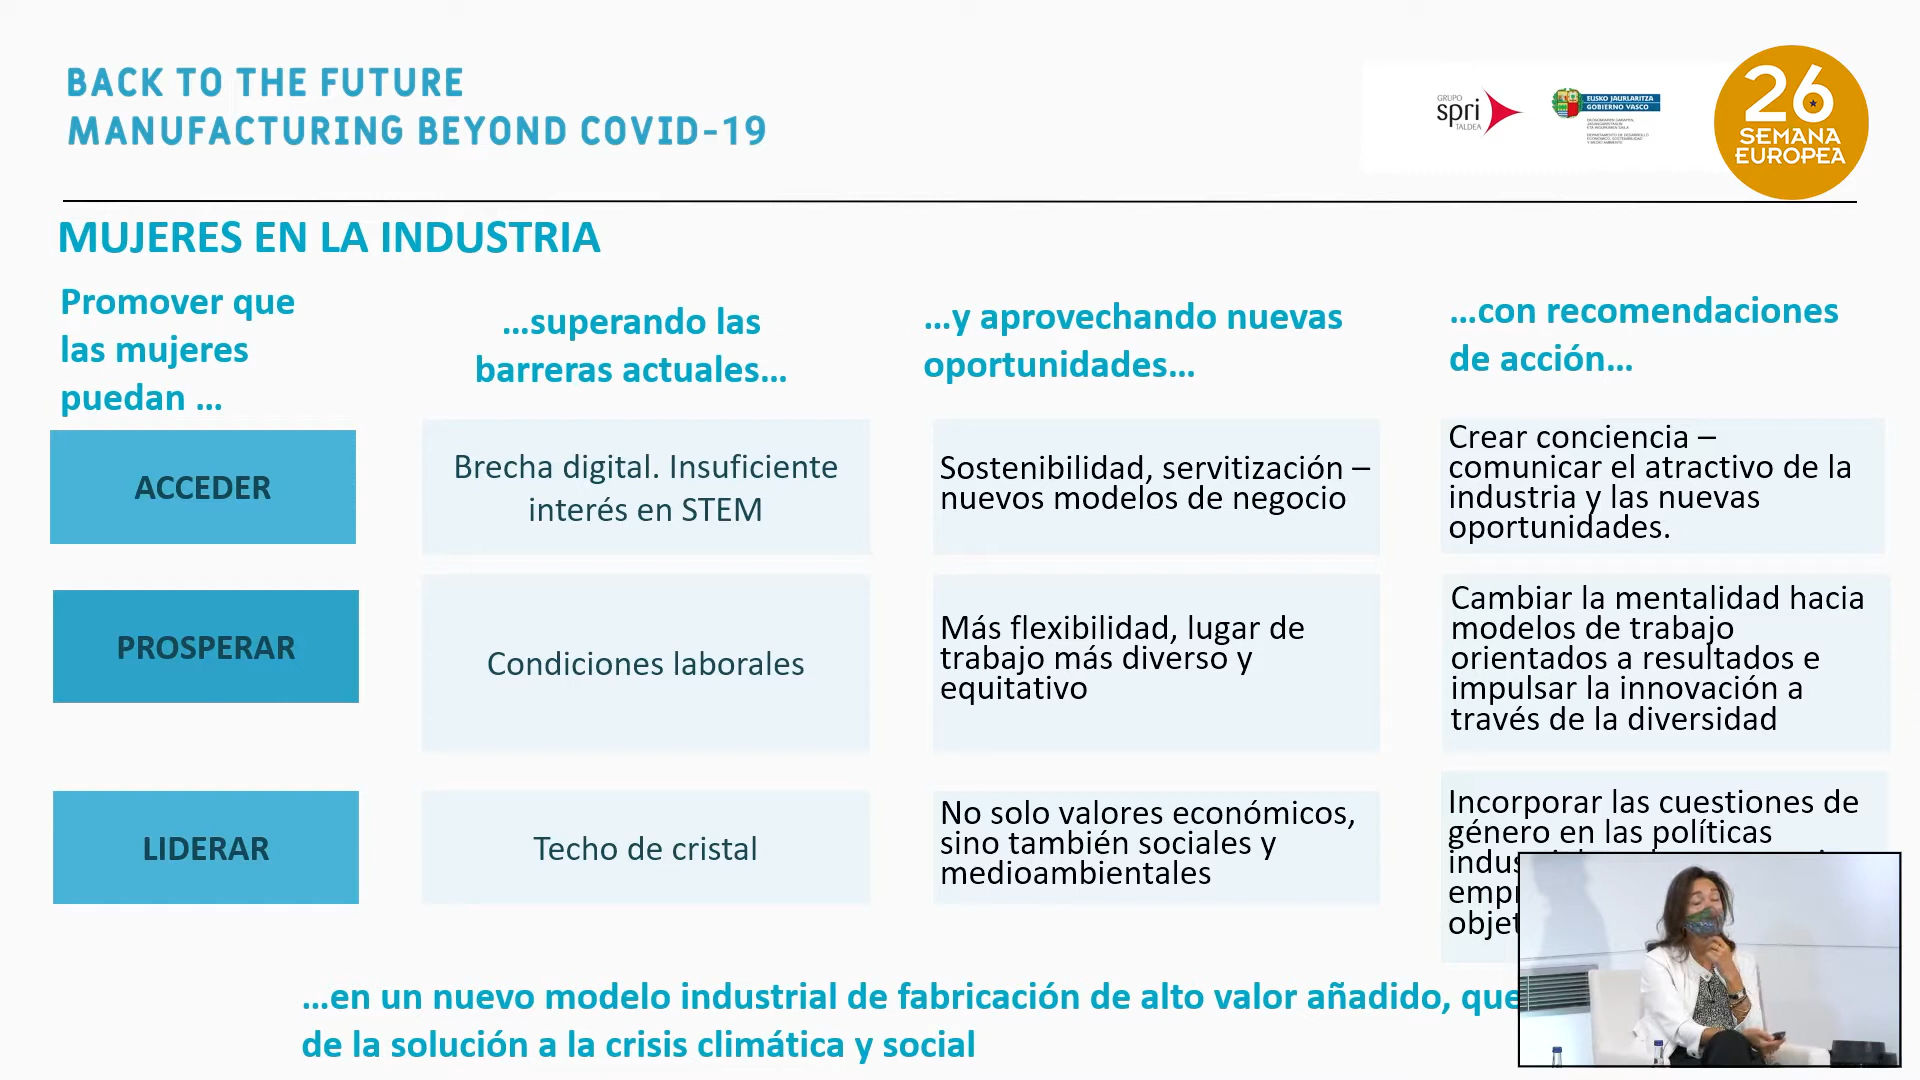 BACK TO THE FUTURE
MANUFACTURING BEYOND COVID-19
GRUPO
spri
TALDEA
EUSKO JAURLARITZA
GOBIERNO VASCO
26
SEMANA
EUROPEA
MUJERES EN LA INDUSTRIA
Promover que
las mujeres
puedan ...
...superando las
barreras actuales...
...y aprovechando nuevas
oportunidades...
...con recomendaciones
de acción...
ACCEDER
Brecha digital. Insuficiente
interés en STEM
Sostenibilidad, servitización –
nuevos modelos de negocio
Crear conciencia –
comunicar el atractivo de la
industria y las nuevas
oportunidades.
PROSPERAR
Condiciones laborales
Más flexibilidad, lugar de
trabajo más diverso y
equitativo
Cambiar la mentalidad hacia
modelos de trabajo
orientados a resultados e
impulsar la innovación a
través de la diversidad
LIDERAR
Techo de cristal
No solo valores económicos,
sino también sociales y
medioambientales
Incorporar las cuestiones de
género en las políticas
...en un nuevo modelo industrial de fabricación de alto valor añadido, que
de la solución a la crisis climática y social